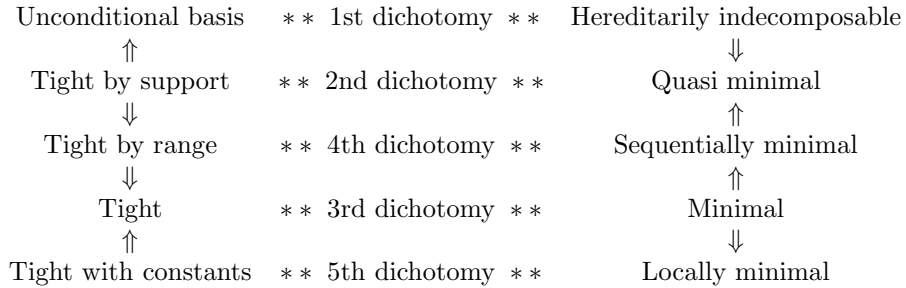 Unconditional basis ∗ ∗ 1st dichotomy ∗ ∗ Hereditarily indecomposable
⇑ ⇓
Tight by support ∗ ∗ 2nd dichotomy ∗ ∗ Quasi minimal
⇓ ⇑
Tight by range ∗ ∗ 4th dichotomy ∗ ∗ Sequentially minimal
⇓ ⇑
Tight ∗ ∗ 3rd dichotomy ∗ ∗ Minimal
⇑ ⇓
Tight with constants ∗ ∗ 5th dichotomy ∗ ∗ Locally minimal